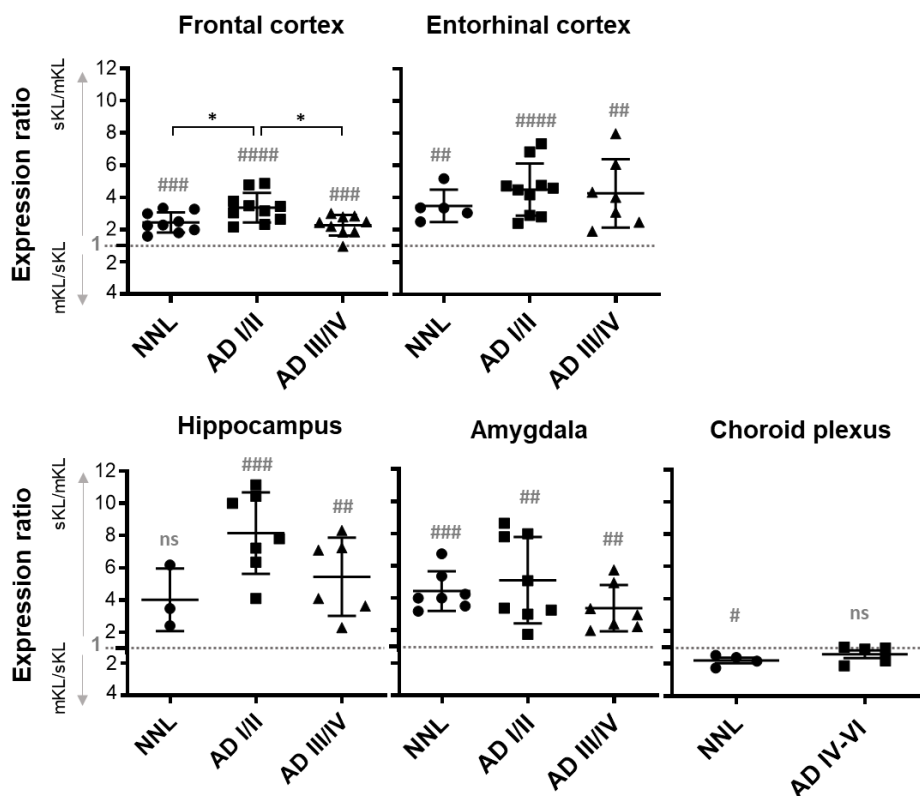 Frontal cortex
Entorhinal cortex
Expression ratio
sKL/mKL
mKL/sKL
12
10
8
6
4
2
1
2
4
*
*
###
####
###
##
####
##
NNL
AD I/II
AD III/IV
NNL
AD I/II
AD III/IV
Hippocampus
Amygdala
Choroid plexus
Expression ratio
sKL/mKL
mKL/sKL
12
10
8
6
4
2
1
2
4
ns
###
##
###
##
##
#
ns
NNL
AD I/II
AD III/IV
NNL
AD I/II
AD III/IV
NNL
AD IV-VI